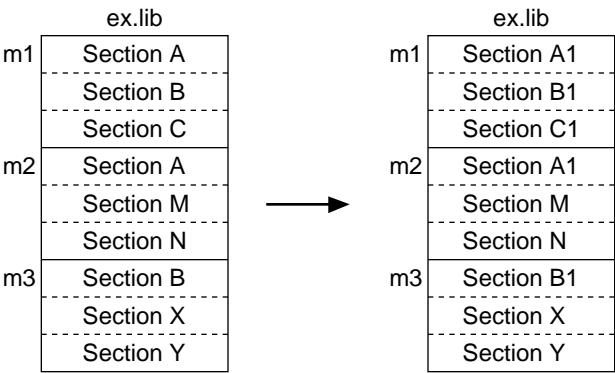 ex.lib ex.lib
m1 Section A m1 Section A1
Section B Section B1
Section C Section C1
m2 Section A m2 Section A1
Section M Section M
Section N Section N
m3 Section B m3 Section B1
Section X Section X
Section Y Section Y